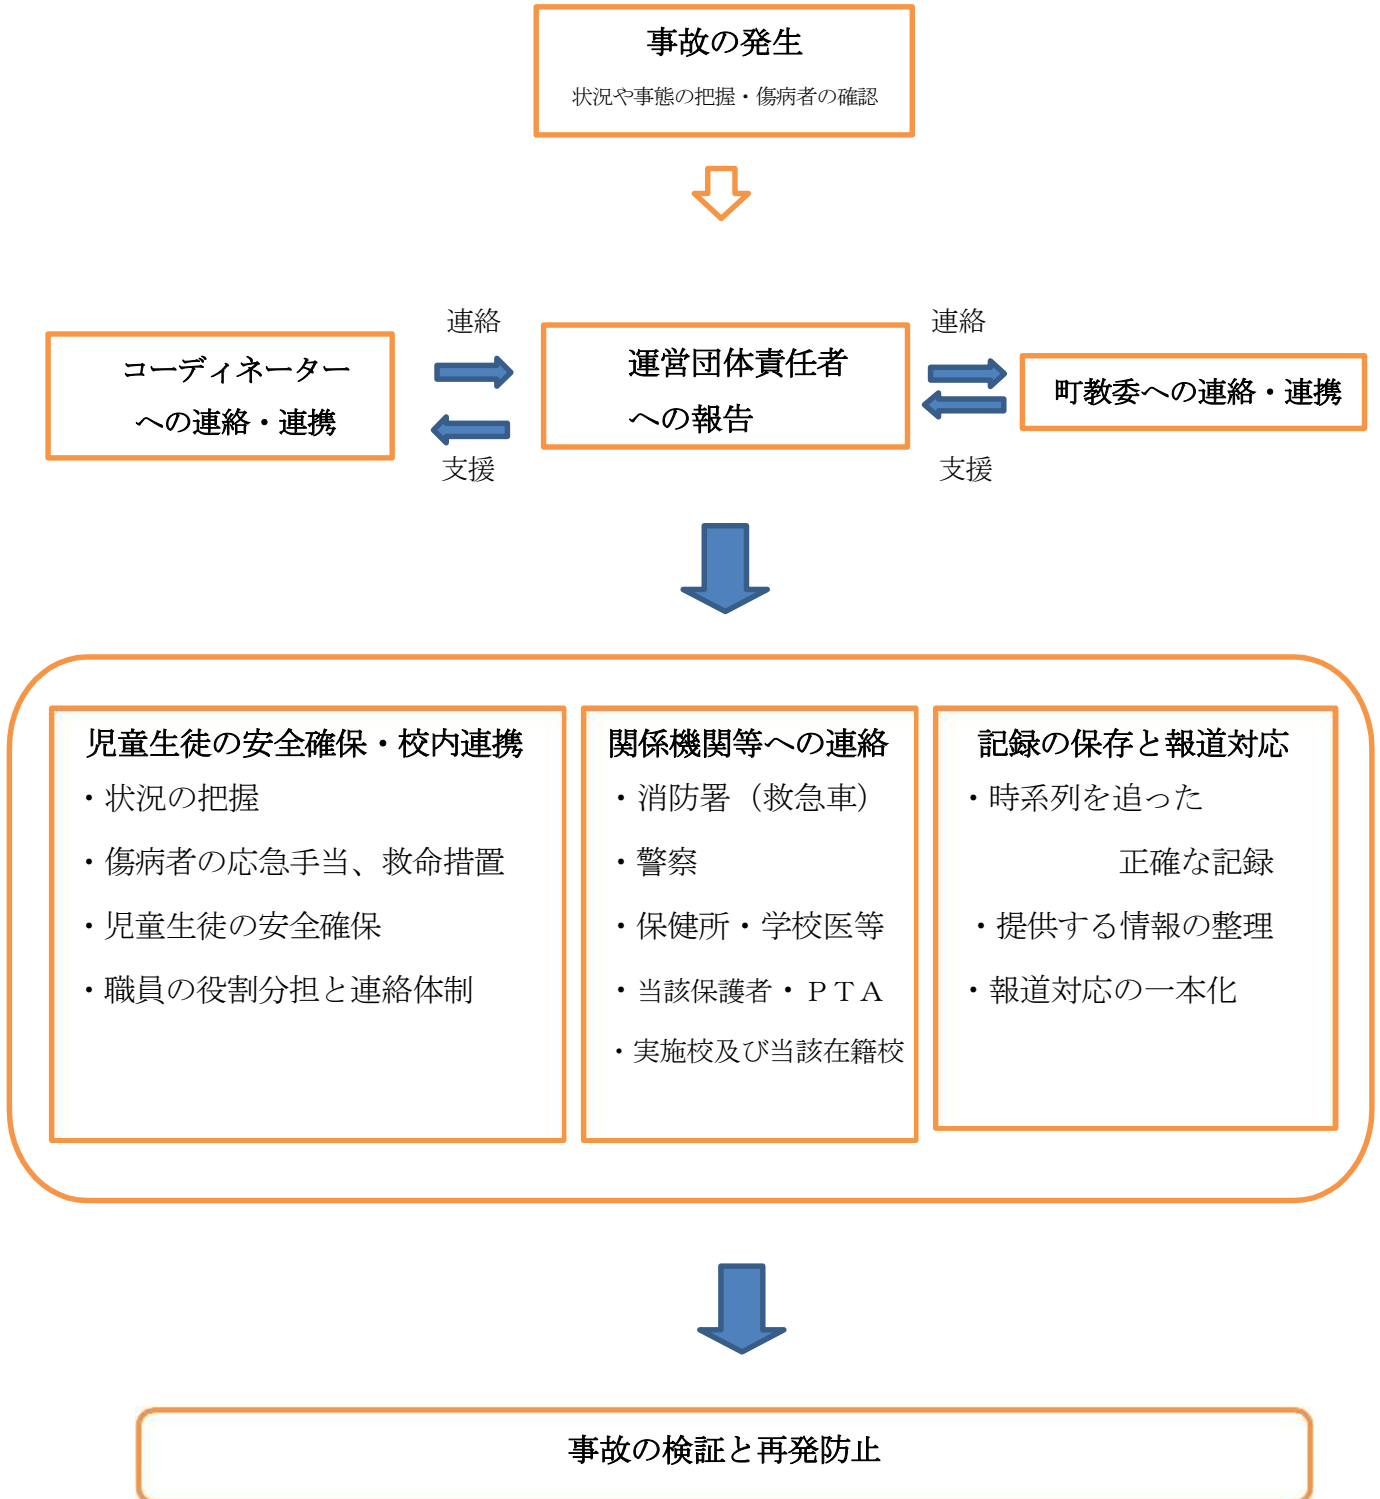 事故の発生
状況や事態の把握・傷病者の確認
連絡
連絡
コーディネーター
への連絡・連携
運営団体責任者
への報告
町教委への連絡・連携
支援
支援
児童生徒の安全確保・校内連携
・状況の把握
・傷病者の応急手当、救命措置
・児童生徒の安全確保
・職員の役割分担と連絡体制
関係機関等への連絡
・消防署（救急車）
・警察
・保健所・学校医等
・当該保護者・ＰＴＡ
・実施校及び当該在籍校
記録の保存と報道対応
・時系列を追った
正確な記録
・提供する情報の整理
・報道対応の一本化
事故の検証と再発防止